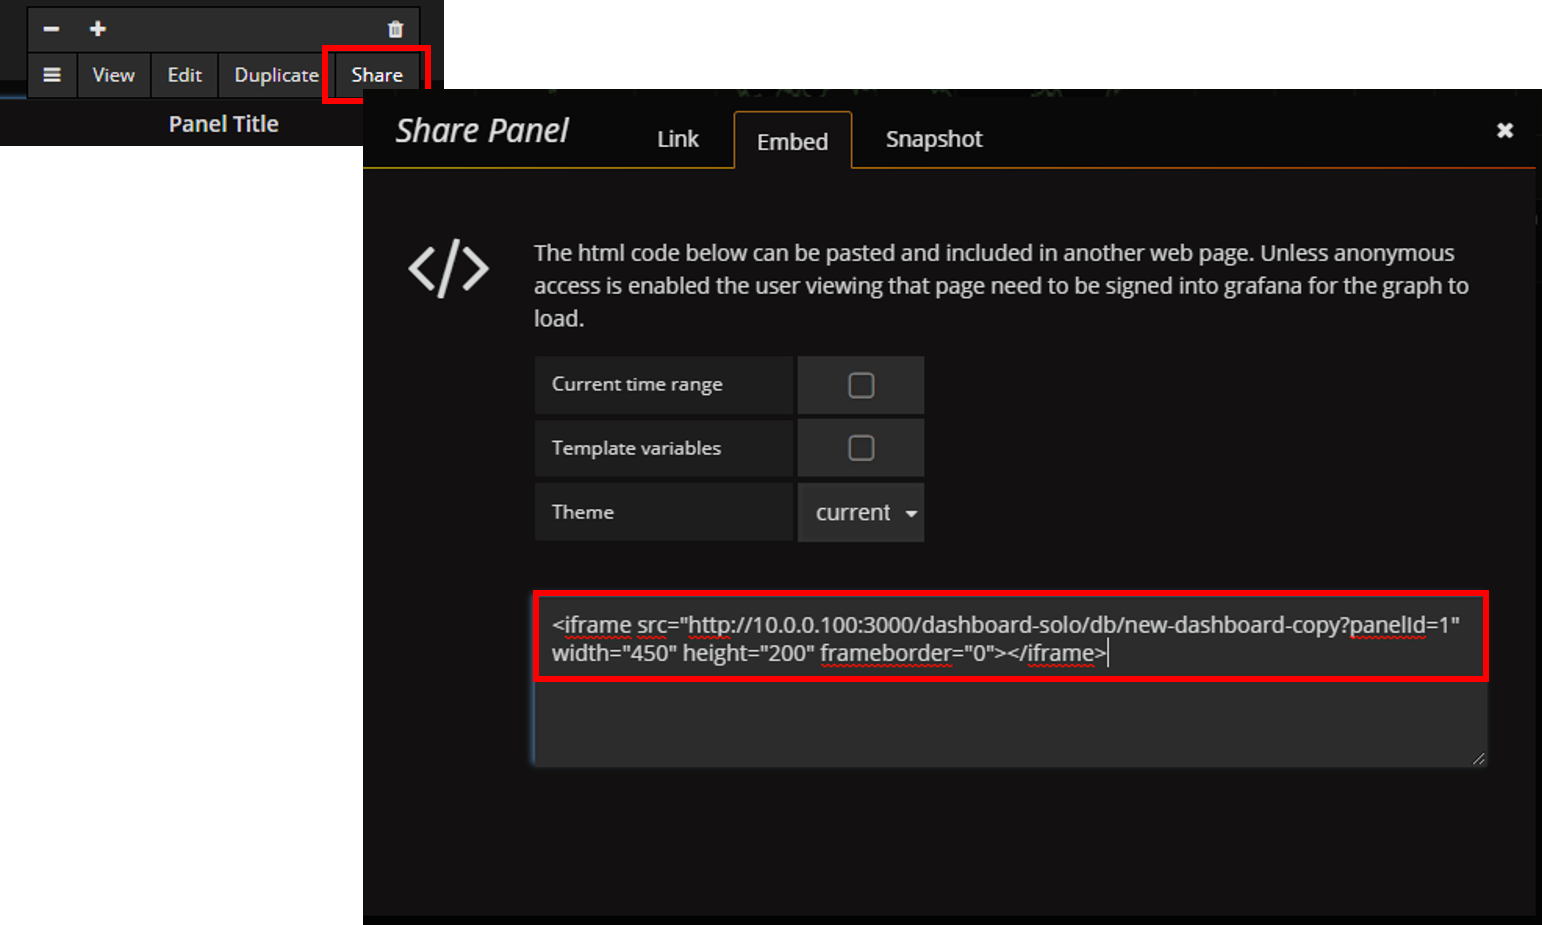 View Edit Duplicate Share
Panel Title
Share Panel Link Embed Snapshot
The html code below can be pasted and included in another web page. Unless anonymous
access is enabled the user viewing that page need to be signed into grafana for the graph to
load.
Current time range
Template variables
Theme current
<iframe src="http://10.0.0.100:3000/dashboard-solo/db/new-dashboard-copy?panelId=1"
width="450" height="200" frameborder="0"></iframe>